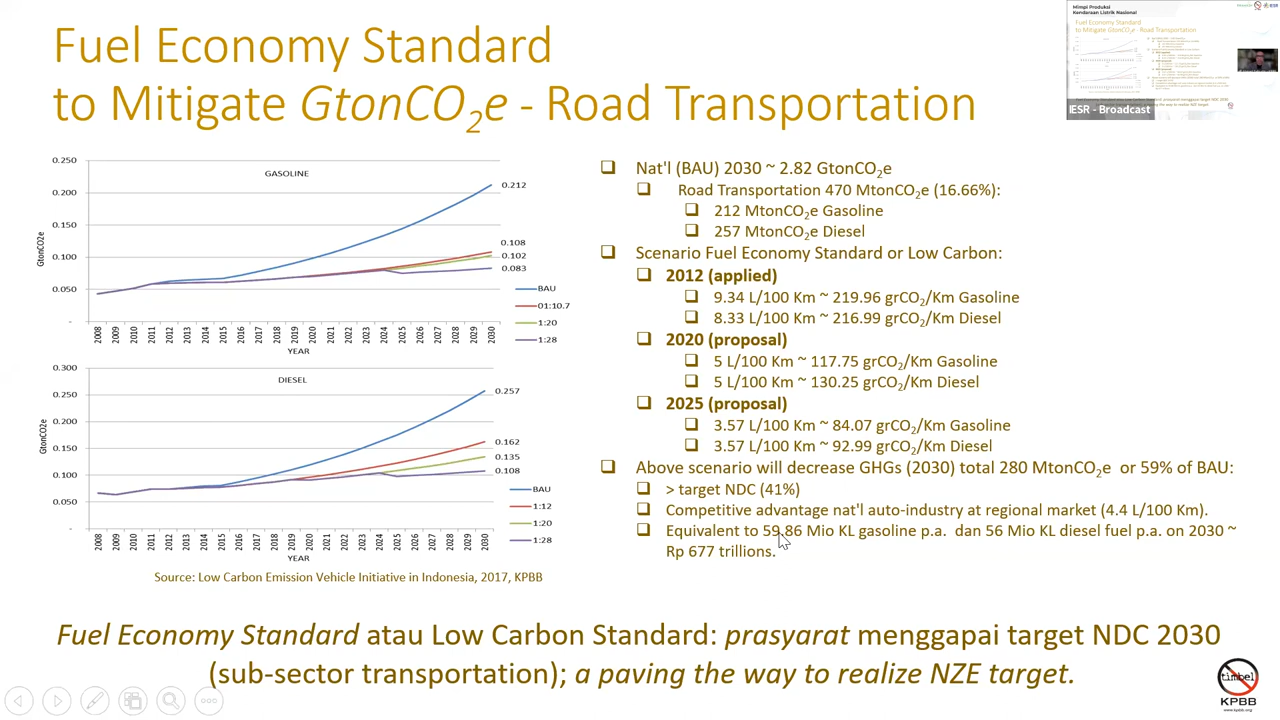 Fuel Economy Standard
to Mitigate GtonCO2e - Road Transportation
Mimpi Produksi
Kendaraan Listrik Nasional
IESR
Fuel Economy Standard
to Mitigate GtonCO2e - Road Transportation
IESR - Broadcast
0.250
0.200
0.150
0.100
0.050
-
GtonCO2e
GASOLINE
0.212
0.108
0.102
0.083
BAU
01:10.7
1:20
1:28
2008 2009 2010 2011 2012 2013 2014 2015 2016 2017 2018 2019 2020 2021 2022 2023 2024 2025 2026 2027 2028 2029 2030
YEAR
0.300
0.250
0.200
0.150
0.100
0.050
-
GtonCO2e
DIESEL
0.257
0.162
0.135
0.108
BAU
1:12
1:20
1:28
2008 2009 2010 2011 2012 2013 2014 2015 2016 2017 2018 2019 2020 2021 2022 2023 2024 2025 2026 2027 2028 2029 2030
YEAR
Source: Low Carbon Emission Vehicle Initiative in Indonesia, 2017, KPBB
Nat'l (BAU) 2030 ~ 2.82 GtonCO2e
Road Transportation 470 MtonCO2e (16.66%):
212 MtonCO2e Gasoline
257 MtonCO2e Diesel
Scenario Fuel Economy Standard or Low Carbon:
2012 (applied)
9.34 L/100 Km ~ 219.96 grCO2/Km Gasoline
8.33 L/100 Km ~ 216.99 grCO2/Km Diesel
2020 (proposal)
5 L/100 Km ~ 117.75 grCO2/Km Gasoline
5 L/100 Km ~ 130.25 grCO2/Km Diesel
2025 (proposal)
3.57 L/100 Km ~ 84.07 grCO2/Km Gasoline
3.57 L/100 Km ~ 92.99 grCO2/Km Diesel
Above scenario will decrease GHGs (2030) total 280 MtonCO2e or 59% of BAU:
> target NDC (41%)
Competitive advantage nat'l auto-industry at regional market (4.4 L/100 Km).
Equivalent to 59.86 Mio KL gasoline p.a. dan 56 Mio KL diesel fuel p.a. on 2030 ~
Rp 677 trillions.
Fuel Economy Standard atau Low Carbon Standard: prasyarat menggapai target NDC 2030
(sub-sector transportation); a paving the way to realize NZE target.
timbel
KPBB
www.kpbb.org